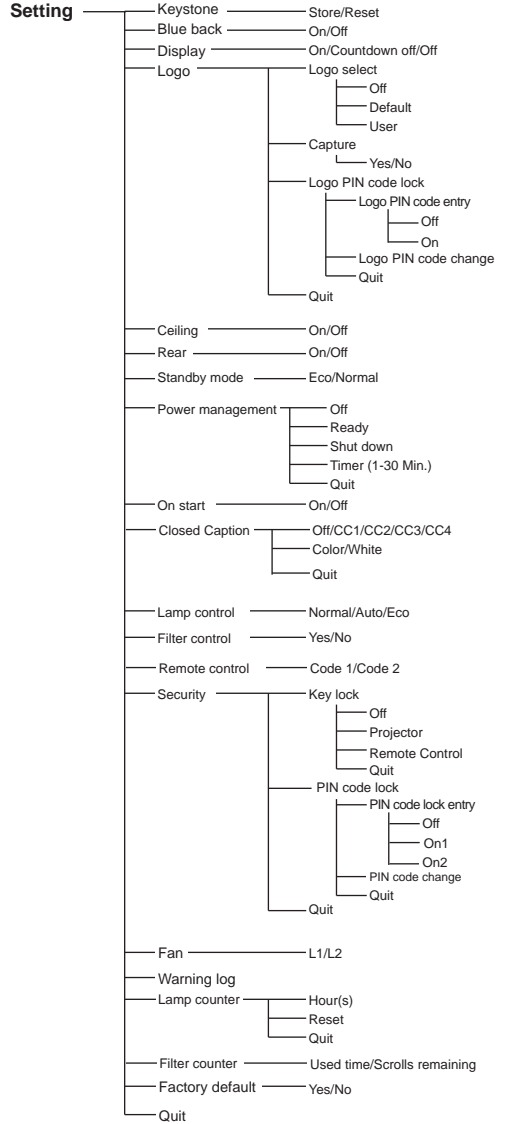 Setting Keystone Store/Reset
Blue back On/Off
Display On/Countdown off/Off
Logo Logo select
Off
Default
User
Capture
Yes/No
Logo PIN code lock
Logo PIN code entry
Off
On
Logo PIN code change
Quit
Quit
Ceiling On/Off
Rear On/Off
Standby mode Eco/Normal
Power management Off
Ready
Shut down
Timer (1-30 Min.)
Quit
On start On/Off
Closed Caption Off/CC1/CC2/CC3/CC4
Color/White
Quit
Lamp control Normal/Auto/Eco
Filter control Yes/No
Remote control Code 1/Code 2
Security Key lock
Off
Projector
Remote Control
Quit
PIN code lock
PIN code lock entry
Off
On1
On2
PIN code change
Quit
Quit
Fan L1/L2
Warning log
Lamp counter Hour(s)
Reset
Quit
Filter counter Used time/Scrolls remaining
Factory default Yes/No
Quit